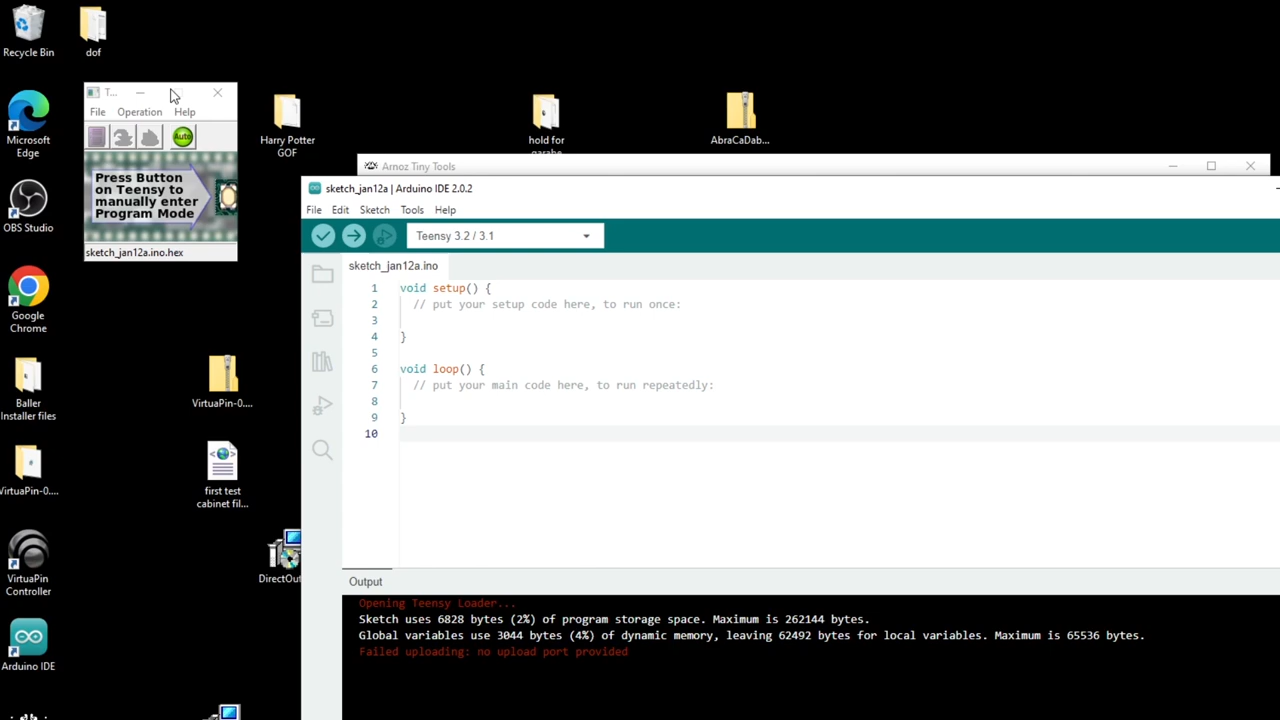 Recycle Bin
dof
T...
File Operation Help
Auto
Press Button
on Teensy to
manually enter
Program Mode
sketch_jan12a.ino.hex
Microsoft
Edge
Harry Potter
GOF
hold for
garabe
AbraCaDab...
Arnoz Tiny Tools
sketch_jan12a | Arduino IDE 2.0.2
File Edit Sketch Tools Help
Teensy 3.2 / 3.1
sketch_jan12a.ino
1 void setup() {
2 // put your setup code here, to run once:
3
4 }
5
6 void loop() {
7 // put your main code here, to run repeatedly:
8
9 }
10
OBS Studio
Google
Chrome
Baller
Installer files
VirtuaPin-0....
VirtuaPin-0....
first test
cabinet fil...
VirtuaPin
Controller
DirectOut
Arduino IDE
Output
Opening Teensy Loader...
Sketch uses 6828 bytes (2%) of program storage space. Maximum is 262144 bytes.
Global variables use 3044 bytes (4%) of dynamic memory, leaving 62492 bytes for local variables. Maximum is 65536 bytes.
Failed uploading: no upload port provided